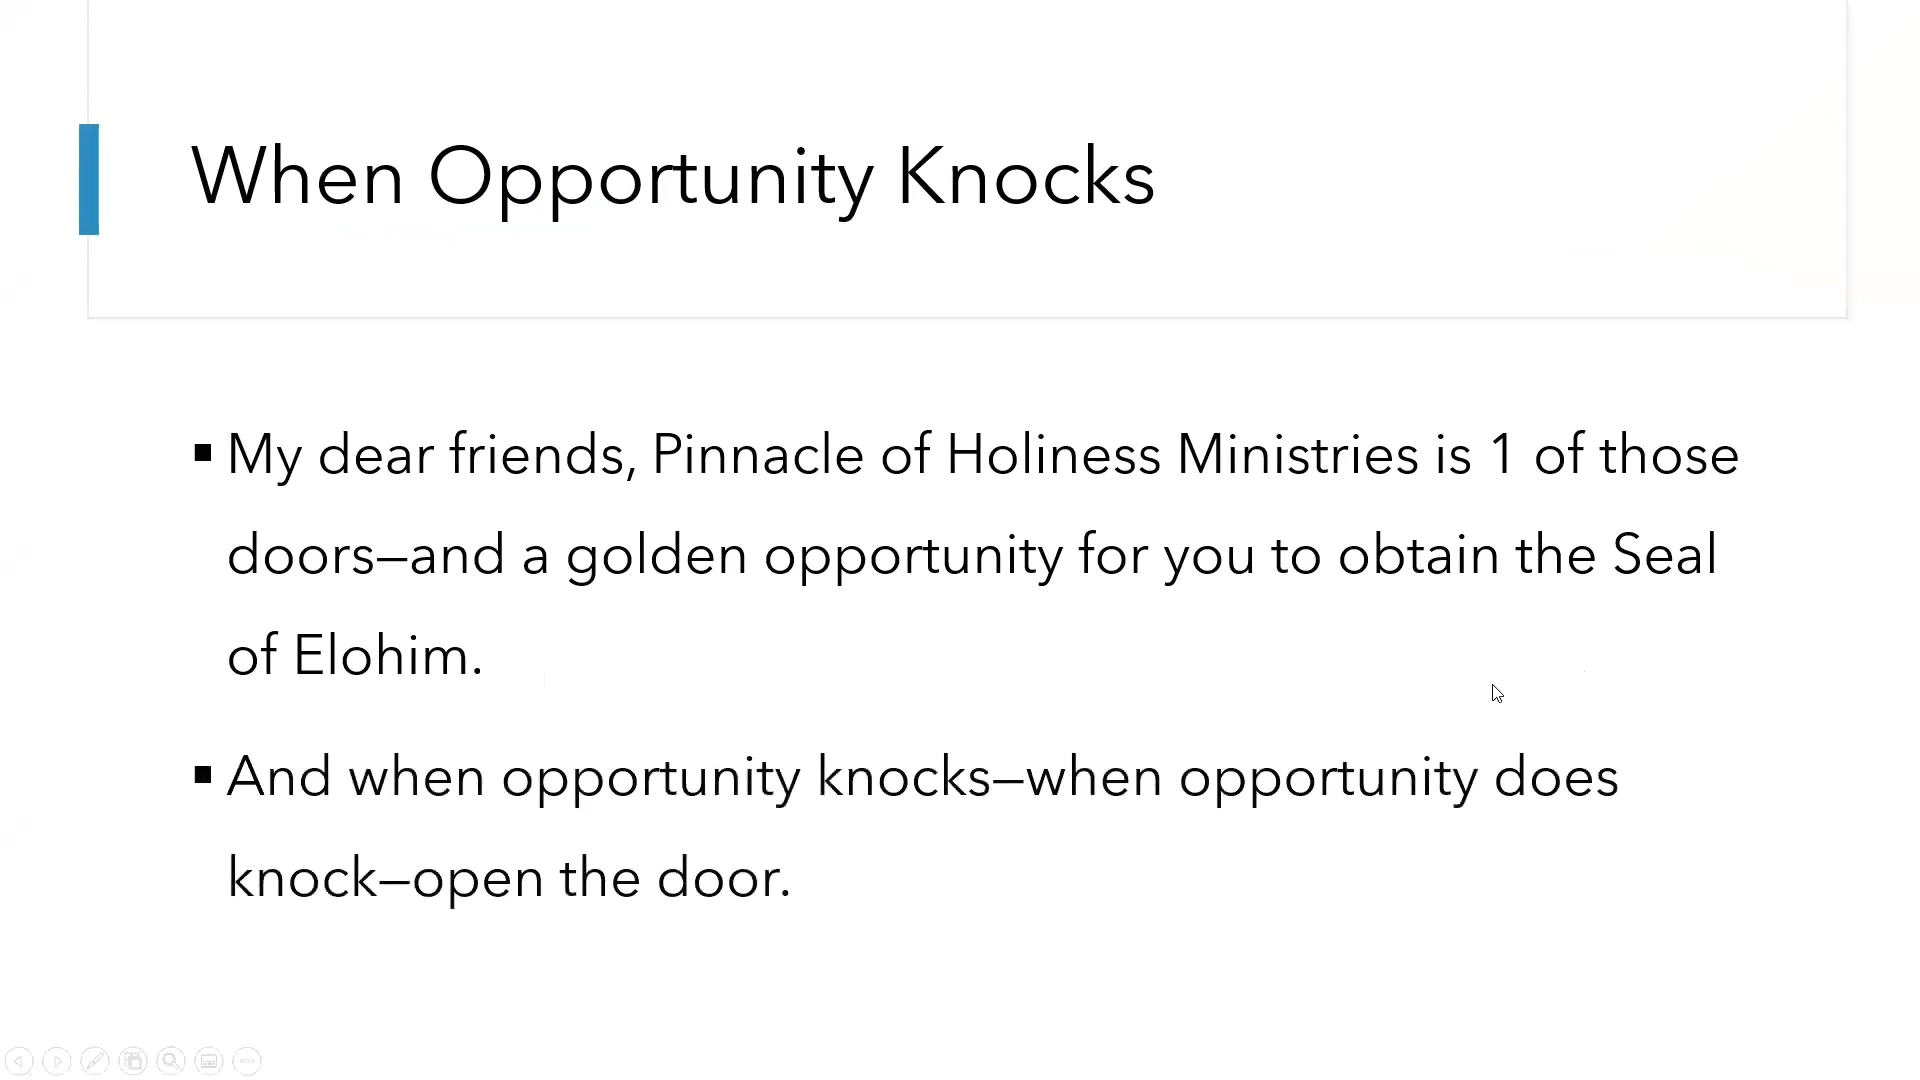 When Opportunity Knocks
▪ My dear friends, Pinnacle of Holiness Ministries is 1 of those
doors—and a golden opportunity for you to obtain the Seal
of Elohim.
▪ And when opportunity knocks—when opportunity does
knock—open the door.